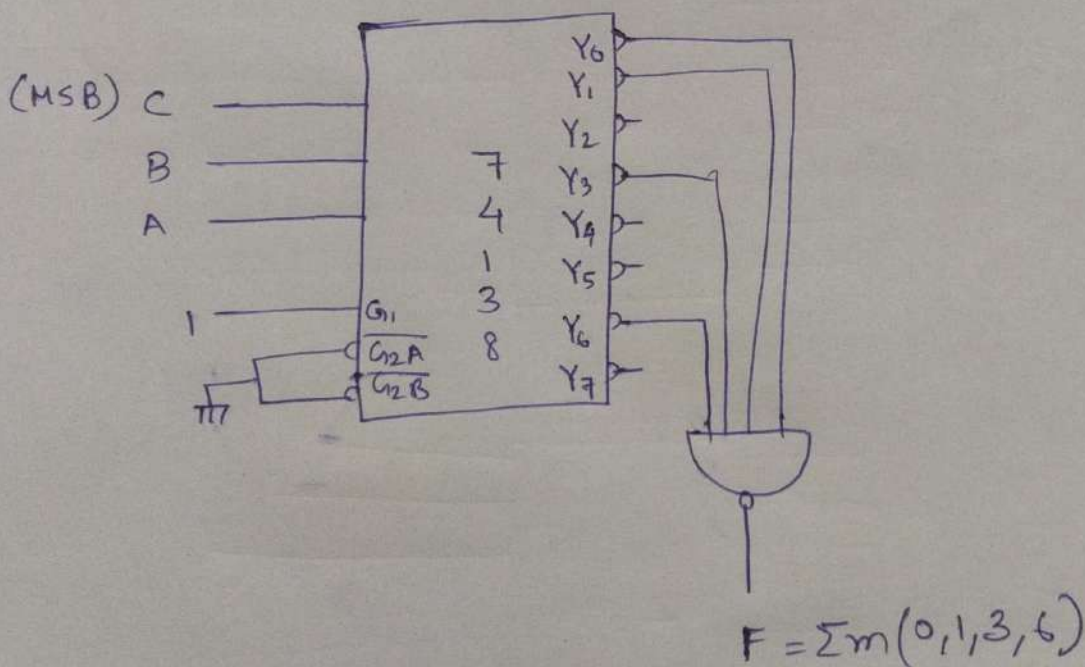 (MSB) C
B
A
1
G1
G2A
G2B
7
4
1
3
8
Y0
Y1
Y2
Y3
Y4
Y5
Y6
Y7
F = Σm(0,1,3,6)